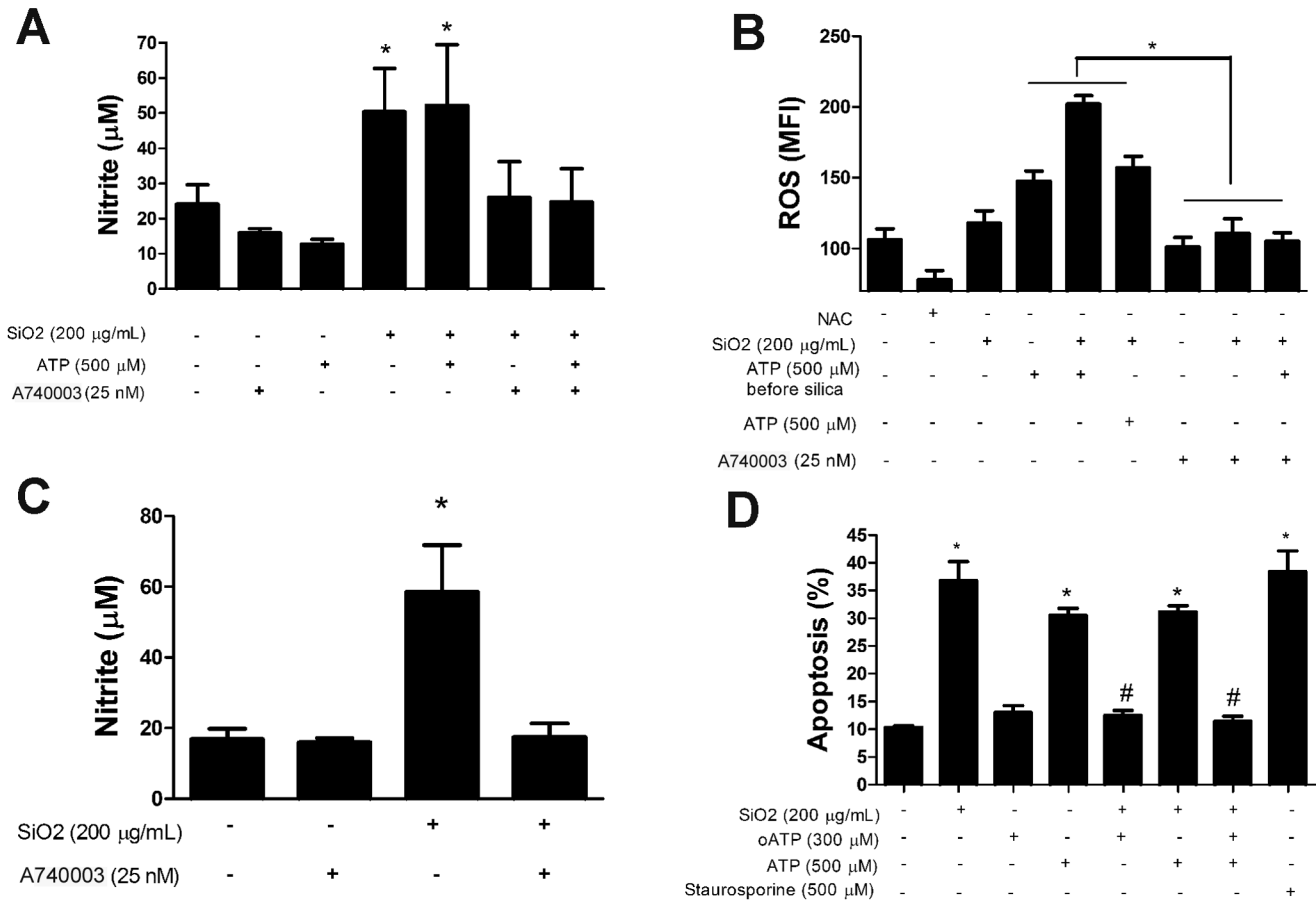 A
Nitrite (μM)
70
60
50
40
30
20
10
0
* *
SiO2 (200 μg/mL) - - - + + + +
ATP (500 μM) - - + - + - +
A740003 (25 nM) - + - - - + +
B
ROS (MFI)
250
200
150
100
*
NAC - + - - - - - - -
SiO2 (200 μg/mL) - - + - + + - + +
ATP (500 μM) - - - + + - - - +
before silica
ATP (500 μM) - - - - - + - - -
A740003 (25 nM) - - - - - - + + +
C
Nitrite (μM)
80
60
40
20
0
*
SiO2 (200 μg/mL) - - + +
A740003 (25 nM) - + - +
D
Apoptosis (%)
45
40
35
30
25
20
15
10
5
0
* * # * # *
SiO2 (200 μg/mL) - + - - + + + -
oATP (300 μM) - - + - + - + -
ATP (500 μM) - - - + - + + -
Staurosporine (500 μM) - - - - - - - +